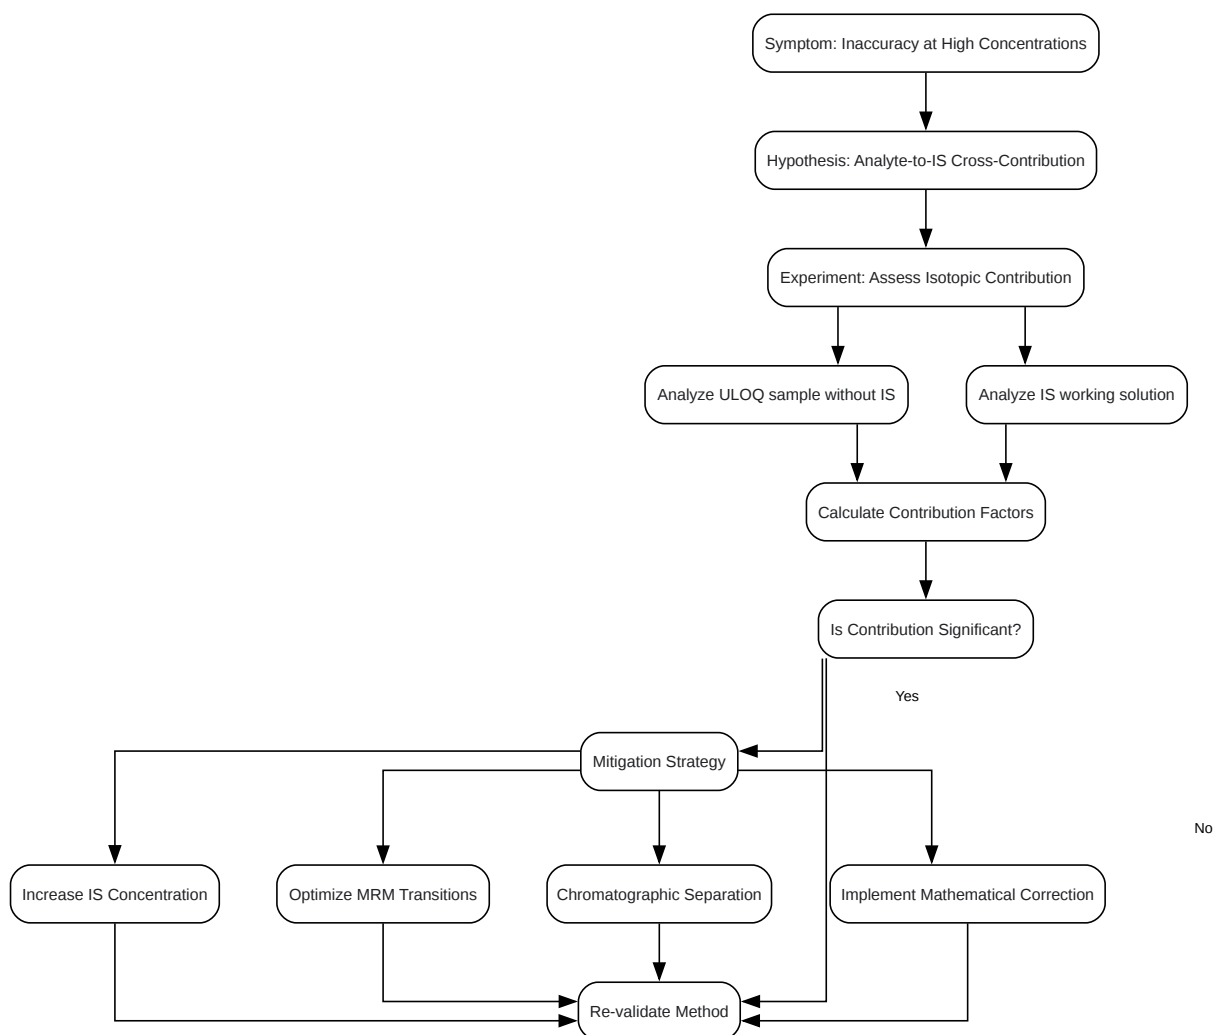 Symptom: Inaccuracy at High Concentrations
Hypothesis: Analyte-to-IS Cross-Contribution
Experiment: Assess Isotopic Contribution
Analyze ULOQ sample without IS
Analyze IS working solution
Calculate Contribution Factors
Is Contribution Significant?
Yes
Mitigation Strategy
No
Increase IS Concentration
Optimize MRM Transitions
Chromatographic Separation
Implement Mathematical Correction
Re-validate Method